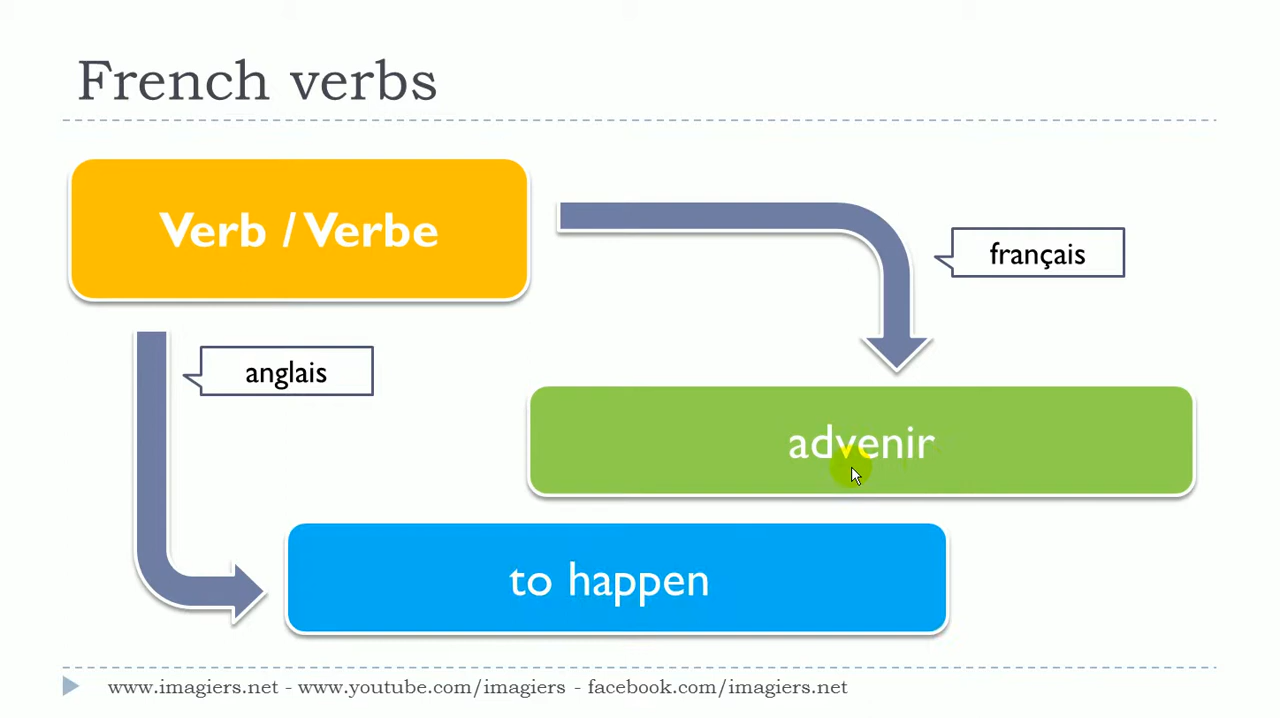 French verbs
Verb / Verbe
français
anglais
advenir
to happen
www.imagiers.net - www.youtube.com/imagiers - facebook.com/imagiers.net